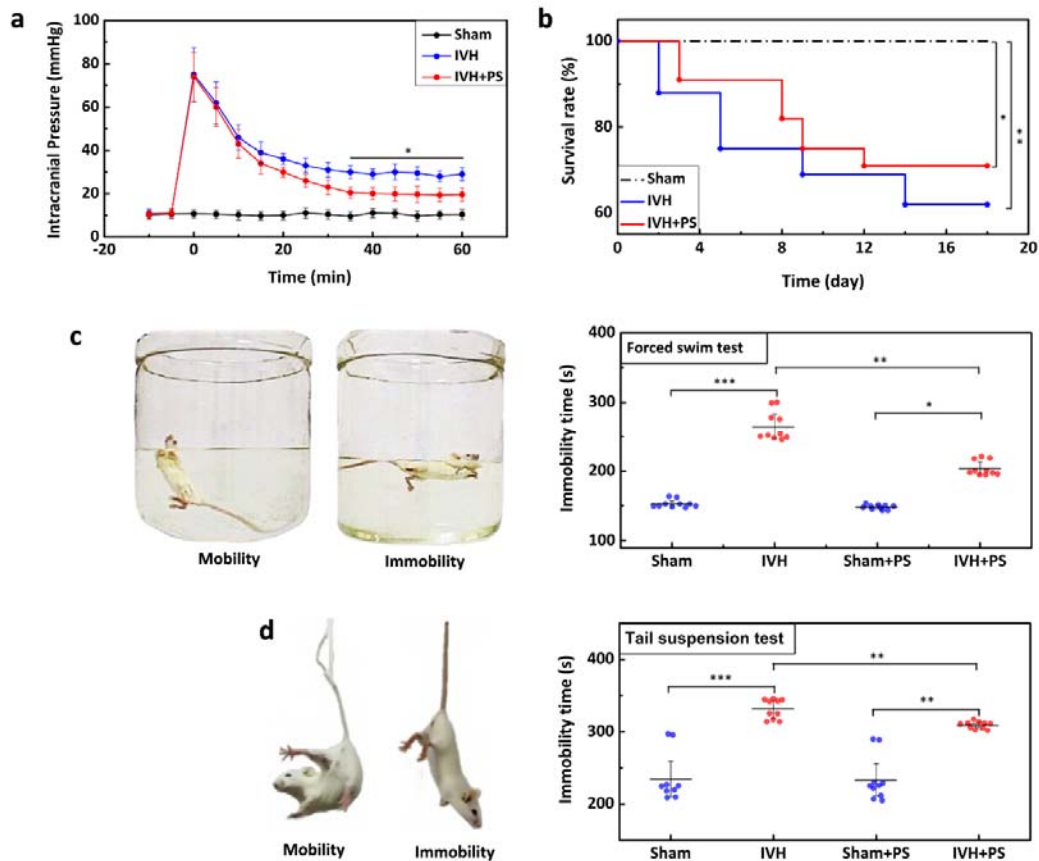 a
Intracranial Pressure (mmHg)
100
80
60
40
20
0
-20
0
20
40
60
80
Time (min)
Sham
IVH
IVH+PS
*
b
Survival rate (%)
100
80
60
0
4
8
12
16
20
Time (day)
Sham
IVH
IVH+PS
*
**
c
Mobility
Immobility
Forced swim test
Immobility time (s)
400
300
200
100
***
**
*
Sham
IVH
Sham+PS
IVH+PS
d
Mobility
Immobility
Tail suspension test
Immobility time (s)
400
300
200
***
**
**
Sham
IVH
Sham+PS
IVH+PS